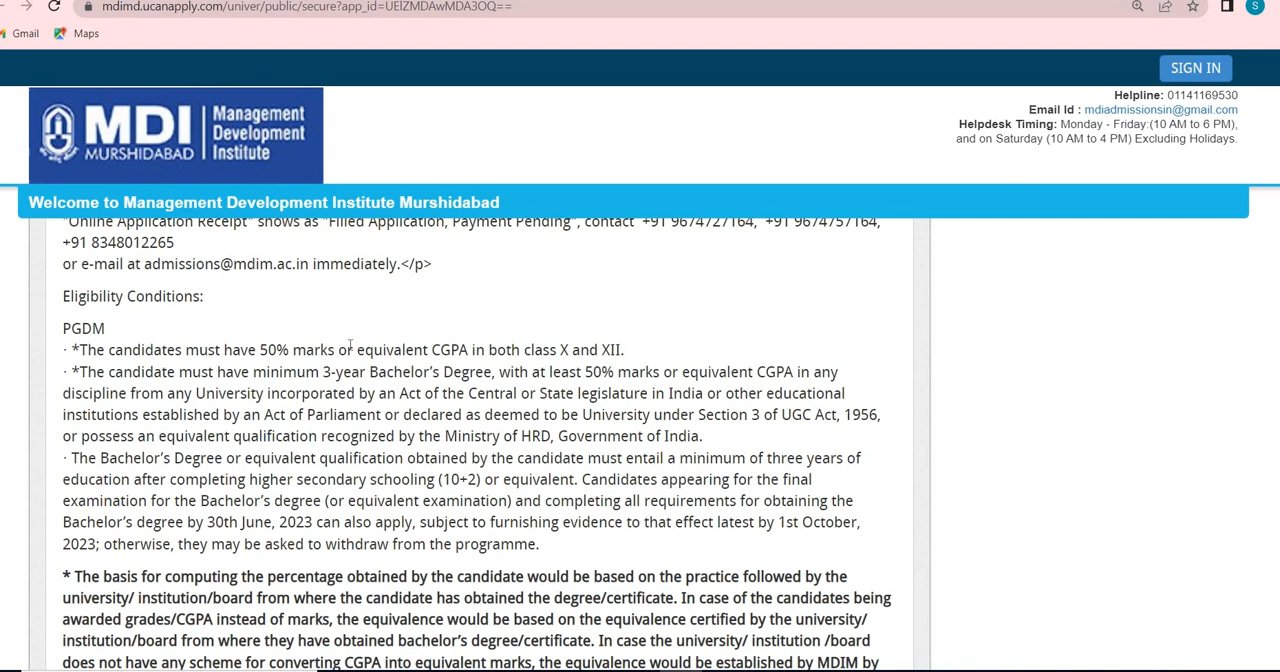 mdimd.ucanapply.com/univer/public/secure?app_id=UElZMDAwMDA3OQ==
S
Gmail Maps
SIGN IN
Helpline: 01141169530
Email Id : mdiadmissionsin@gmail.com
Helpdesk Timing: Monday - Friday:(10 AM to 6 PM),
and on Saturday (10 AM to 4 PM) Excluding Holidays.
MDI
MURSHIDABAD
Management
Development
Institute
Welcome to Management Development Institute Murshidabad
"Online Application Receipt" shows as "Filled Application, Payment Pending", contact +91 9674727164, +91 9674757164,
+91 8348012265
or e-mail at admissions@mdim.ac.in immediately.</p>
Eligibility Conditions:
PGDM
· *The candidates must have 50% marks or equivalent CGPA in both class X and XII.
· *The candidate must have minimum 3-year Bachelor’s Degree, with at least 50% marks or equivalent CGPA in any
discipline from any University incorporated by an Act of the Central or State legislature in India or other educational
institutions established by an Act of Parliament or declared as deemed to be University under Section 3 of UGC Act, 1956,
or possess an equivalent qualification recognized by the Ministry of HRD, Government of India.
· The Bachelor’s Degree or equivalent qualification obtained by the candidate must entail a minimum of three years of
education after completing higher secondary schooling (10+2) or equivalent. Candidates appearing for the final
examination for the Bachelor’s degree (or equivalent examination) and completing all requirements for obtaining the
Bachelor’s degree by 30th June, 2023 can also apply, subject to furnishing evidence to that effect latest by 1st October,
2023; otherwise, they may be asked to withdraw from the programme.
* The basis for computing the percentage obtained by the candidate would be based on the practice followed by the
university/ institution/board from where the candidate has obtained the degree/certificate. In case of the candidates being
awarded grades/CGPA instead of marks, the equivalence would be based on the equivalence certified by the university/
institution/board from where they have obtained bachelor’s degree/certificate. In case the university/ institution /board
does not have any scheme for converting CGPA into equivalent marks, the equivalence would be established by MDIM by